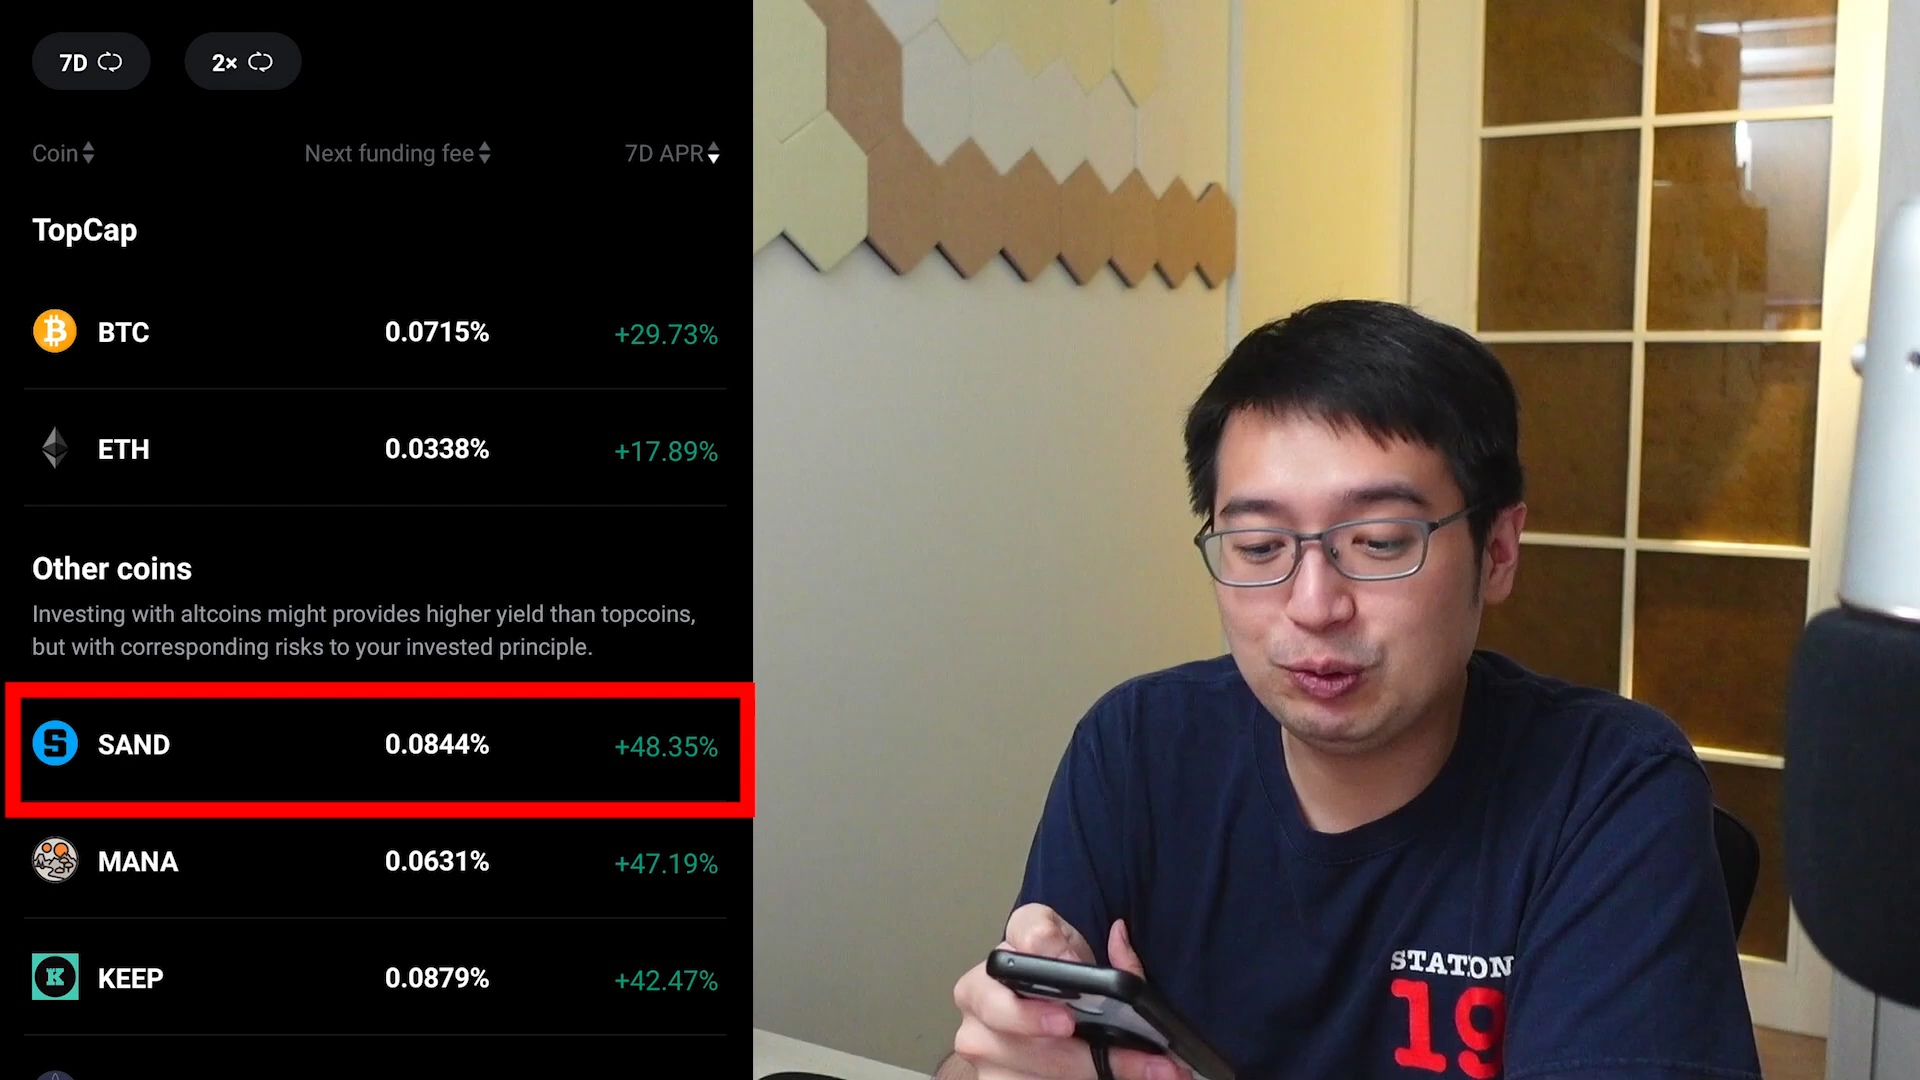 7D 2×
Coin Next funding fee 7D APR
TopCap
BTC 0.0715% +29.73%
ETH 0.0338% +17.89%
Other coins
Investing with altcoins might provides higher yield than topcoins,
but with corresponding risks to your invested principle.
SAND 0.0844% +48.35%
MANA 0.0631% +47.19%
KEEP 0.0879% +42.47%
STATION
19